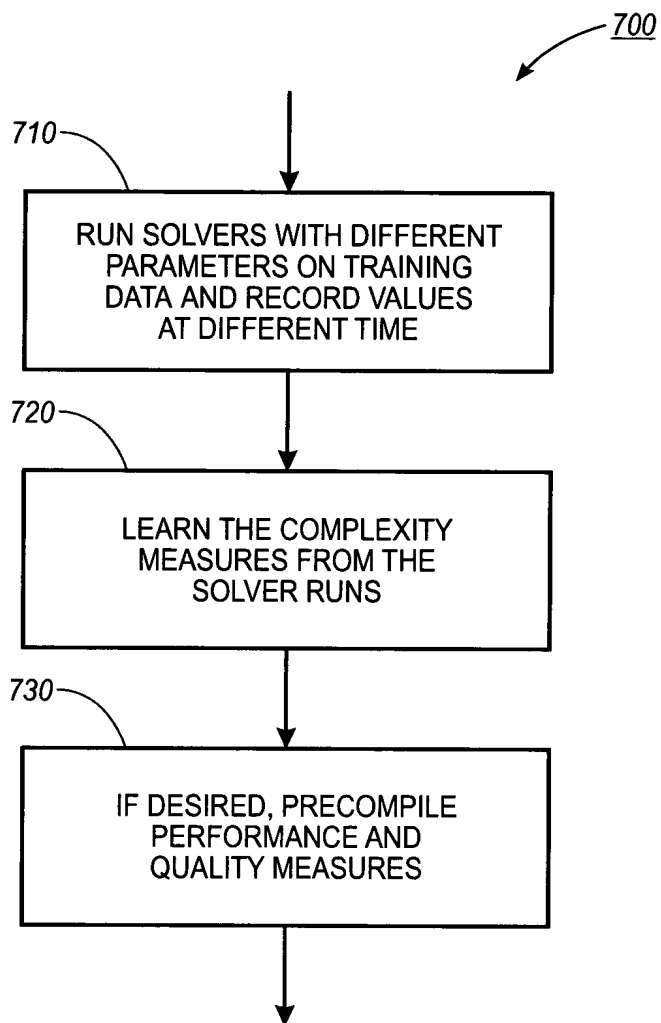 700
710
RUN SOLVERS WITH DIFFERENT
PARAMETERS ON TRAINING
DATA AND RECORD VALUES
AT DIFFERENT TIME
720
LEARN THE COMPLEXITY
MEASURES FROM THE
SOLVER RUNS
730
IF DESIRED, PRECOMPILE
PERFORMANCE AND
QUALITY MEASURES